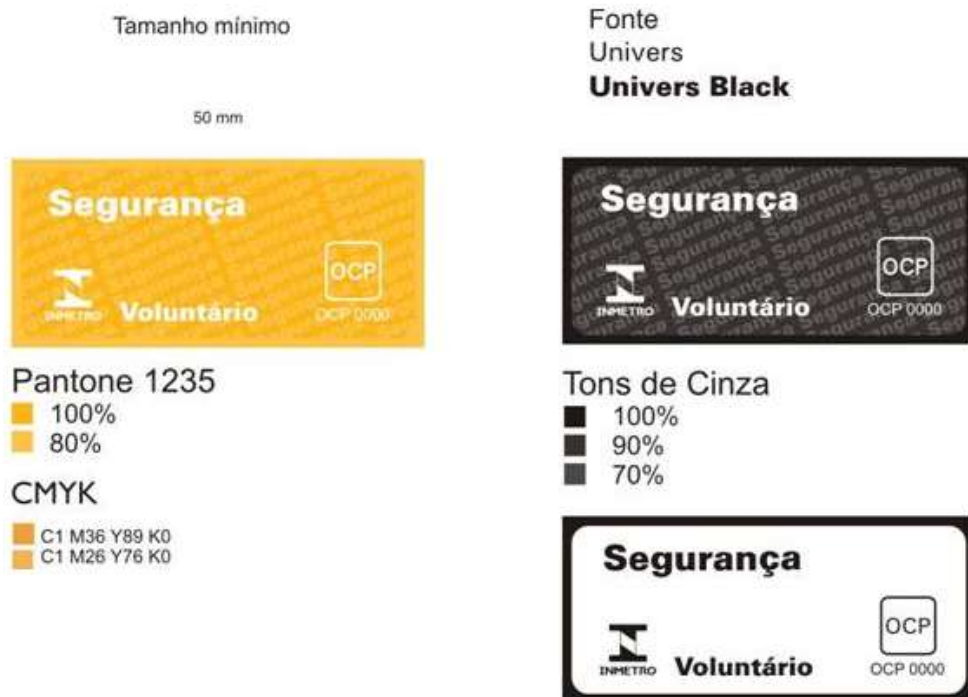 Tamanho mínimo
50 mm
Segurança
OCP
INMETRO
Voluntário
OCP 0000
Pantone 1235
100%
80%
CMYK
C1 M36 Y89 K0
C1 M26 Y76 K0
Fonte
Univers
Univers Black
Segurança
OCP
INMETRO
Voluntário
OCP 0000
Tons de Cinza
100%
90%
70%
Segurança
OCP
INMETRO
Voluntário
OCP 0000